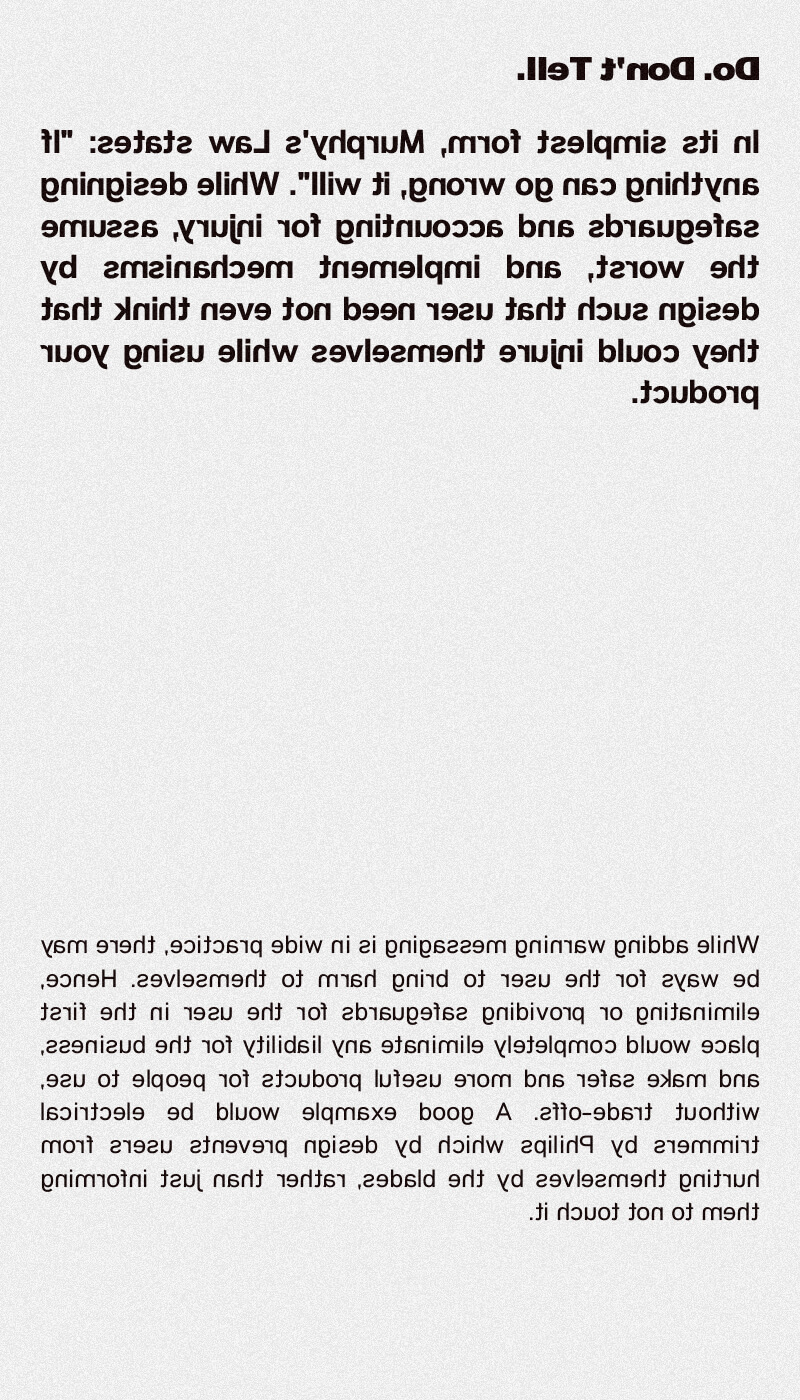 Do. Don't Tell.
In its simplest form, Murphy's Law states: "If
anything can go wrong, it will". While designing
safeguards and accounting for injury, assume
the worst, and implement mechanisms by
design such that user need not even think that
they could injure themselves while using your
product.
While adding warning messaging is in wide practice, there may
be ways for the user to bring harm to themselves. Hence,
eliminating or providing safeguards for the user in the first
place would completely eliminate any liability for the business,
and make safer and more useful products for people to use,
without trade-offs. A good example would be electrical
trimmers by Philips which by design prevents users from
hurting themselves by the blades, rather than just informing
them to not touch it.